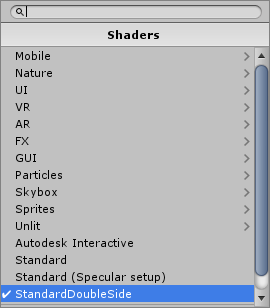 Shaders
Mobile
Nature
UI
VR
AR
FX
GUI
Particles
Skybox
Sprites
Unlit
Autodesk Interactive
Standard
Standard (Specular setup)
StandardDoubleSide